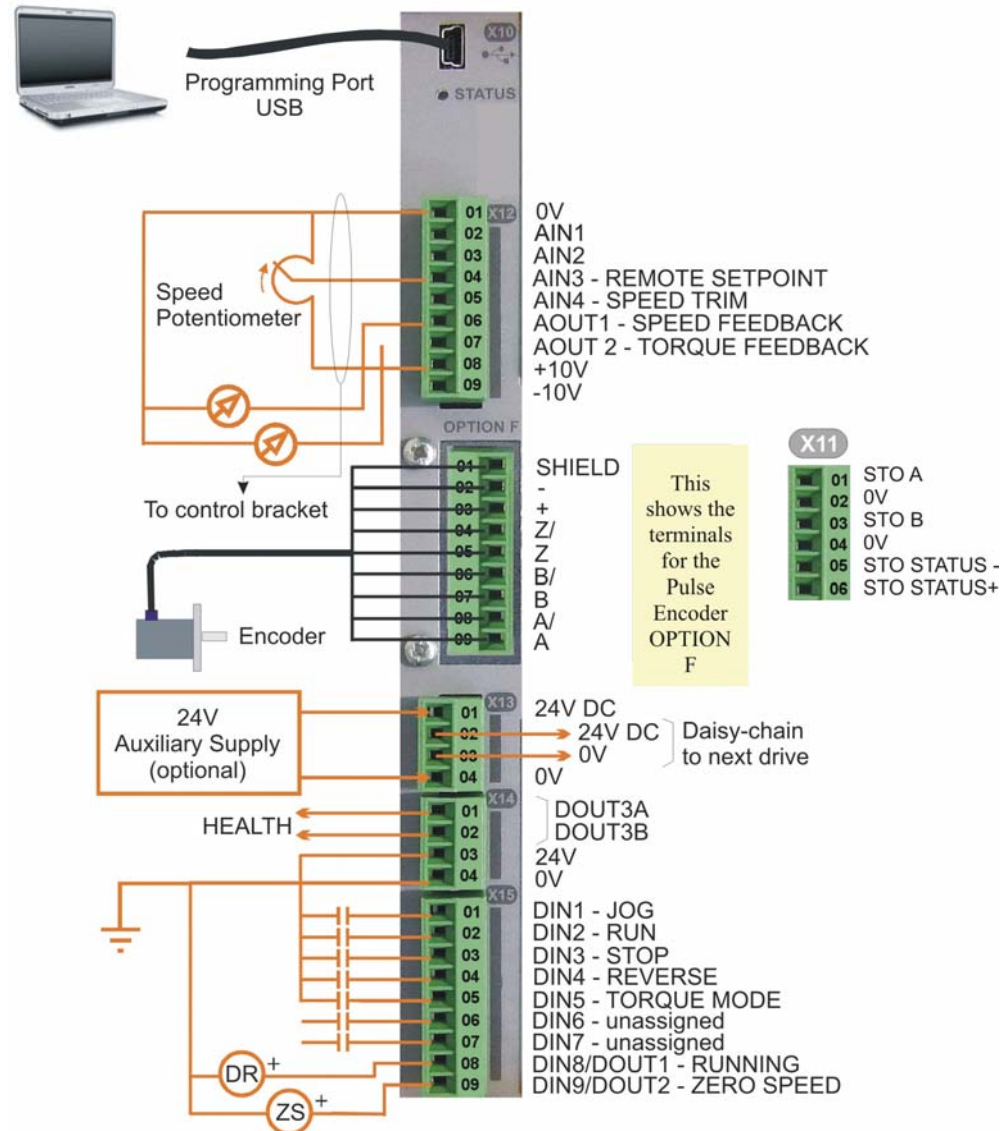 X10
Programming Port
USB
STATUS
X12
01 0V
02 AIN1
03 AIN2
04 AIN3 - REMOTE SETPOINT
05 AIN4 - SPEED TRIM
06 AOUT1 - SPEED FEEDBACK
07 AOUT 2 - TORQUE FEEDBACK
08 +10V
09 -10V
Speed
Potentiometer
To control bracket
OPTION F
01 SHIELD
02 -
03 +
04 Z/
05 Z
06 B/
07 B
08 A/
09 A
Encoder
This
shows the
terminals
for the
Pulse
Encoder
OPTION
F
X11
01 STO A
02 0V
03 STO B
04 0V
05 STO STATUS -
06 STO STATUS+
24V
Auxiliary Supply
(optional)
X13
01 24V DC
02 24V DC
03 0V
04 0V
Daisy-chain
to next drive
HEALTH
X14
01 DOUT3A
02 DOUT3B
03 24V
04 0V
X15
01 DIN1 - JOG
02 DIN2 - RUN
03 DIN3 - STOP
04 DIN4 - REVERSE
05 DIN5 - TORQUE MODE
06 DIN6 - unassigned
07 DIN7 - unassigned
08 DIN8/DOUT1 - RUNNING
09 DIN9/DOUT2 - ZERO SPEED
DR +
ZS +